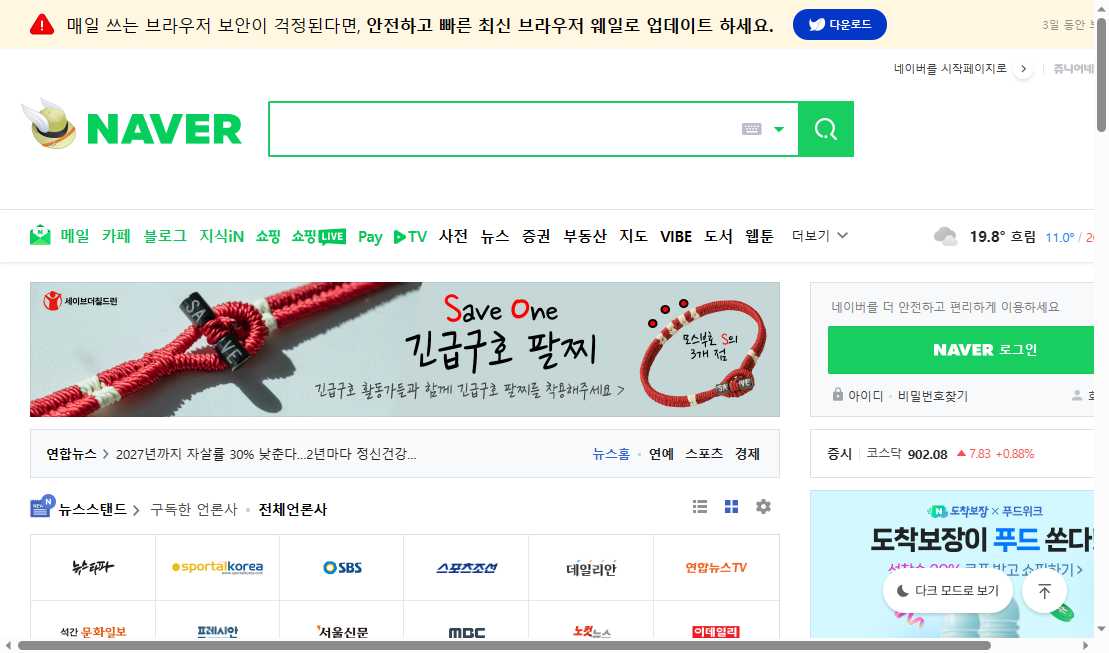 매일 쓰는 브라우저 보안이 걱정된다면, 안전하고 빠른 최신 브라우저 웨일로 업데이트 하세요. 다운로드 3일 동안
네이버를 시작페이지로 쥬니어네
NAVER
메일 카페 블로그 지식iN 쇼핑 쇼핑LIVE Pay TV 사전 뉴스 증권 부동산 지도 VIBE 도서 웹툰 더보기 19.8° 흐림 11.0° /
세이브더칠드런
Save One
긴급구호 팔찌
긴급구호 활동가들과 함께 긴급구호 팔찌를 착용해주세요 >
모스부호 S의
3개 점
SAVE
SAVE
네이버를 더 안전하고 편리하게 이용하세요
NAVER 로그인
아이디 · 비밀번호찾기
연합뉴스 > 2027년까지 자살률 30% 낮춘다…2년마다 정신건강... 뉴스홈 · 연예 스포츠 경제
증시 코스닥 902.08 ▲ 7.83 +0.88%
뉴스스탠드 > 구독한 언론사 · 전체언론사
뉴스타파 sportalkorea SBS 스포츠조선 데일리안 연합뉴스TV
석간 문화일보 프레시안 서울신문 MBC 노컷뉴스 이데일리
N 도착보장 × 푸드위크
도착보장이 푸드 쏜다!
다크 모드로 보기